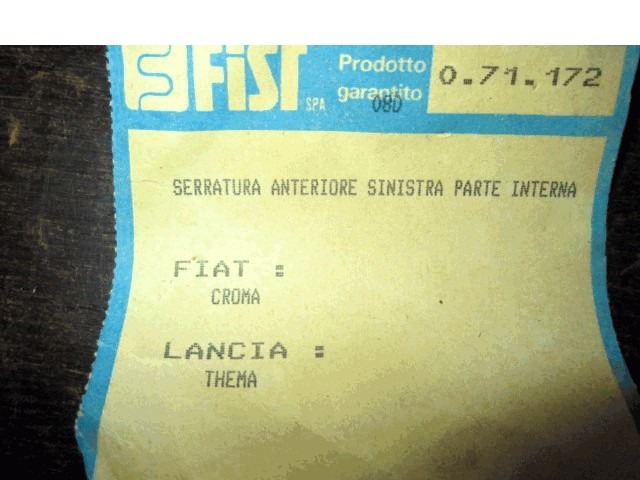 FiST SPA
Prodotto
garantito
08D
0.71.172
SERRATURA ANTERIORE SINISTRA PARTE INTERNA
FIAT :
CROMA
LANCIA :
THEMA